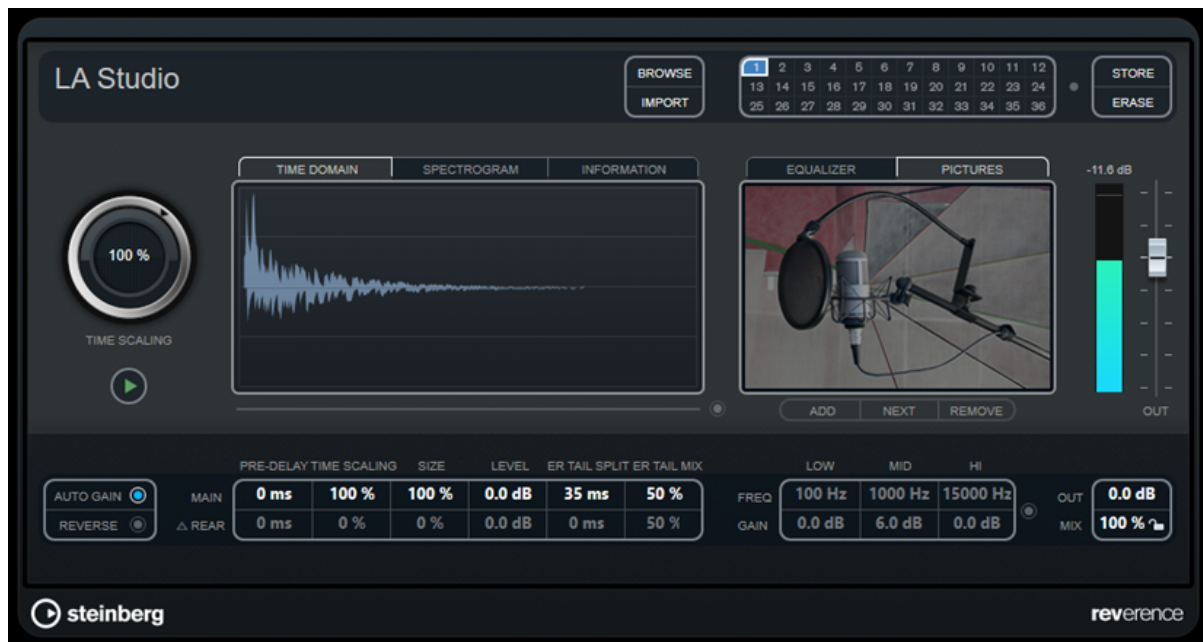 LA Studio
BROWSE
IMPORT
1 2 3 4 5 6 7 8 9 10 11 12
13 14 15 16 17 18 19 20 21 22 23 24
25 26 27 28 29 30 31 32 33 34 35 36
STORE
ERASE
TIME DOMAIN SPECTROGRAM INFORMATION
EQUALIZER PICTURES
-11.6 dB
100 %
TIME SCALING
ADD NEXT REMOVE
OUT
PRE-DELAY TIME SCALING SIZE LEVEL ER TAIL SPLIT ER TAIL MIX
LOW MID HI
AUTO GAIN
REVERSE
MAIN 0 ms 100 % 100 % 0.0 dB 35 ms 50 %
△ REAR 0 ms 0 % 0 % 0.0 dB 0 ms 50 %
FREQ 100 Hz 1000 Hz 15000 Hz
GAIN 0.0 dB 6.0 dB 0.0 dB
OUT 0.0 dB
MIX 100 %
steinberg
reverence